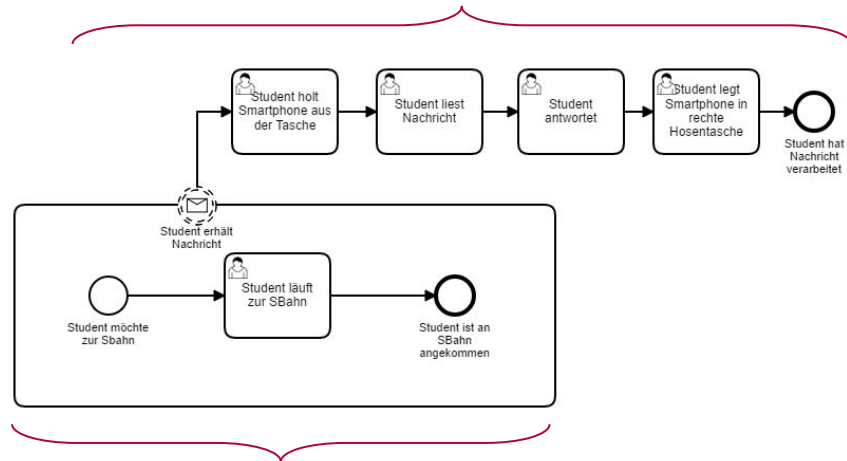 Student holt
Smartphone aus
der Tasche
Student liest
Nachricht
Student
antwortet
Student legt
Smartphone in
rechte
Hosentasche
Student hat
Nachricht
verarbeitet
Student erhält
Nachricht
Student möchte
zur Sbahn
Student läuft
zur SBahn
Student ist an
SBahn
angekommen